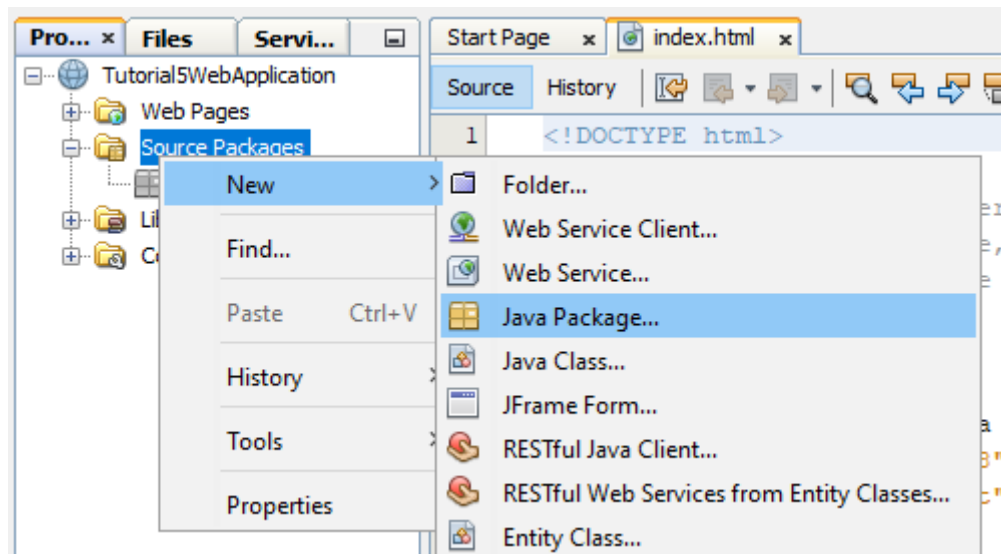 Pro... × Files Servi...
Start Page × index.html ×
Tutorial5WebApplication
Source History
Web Pages
1 <!DOCTYPE html>
Source Packages
New
Folder...
Web Service Client...
Find...
Web Service...
Paste Ctrl+V
Java Package...
Java Class...
History
JFrame Form...
Tools
RESTful Java Client...
Properties
RESTful Web Services from Entity Classes...
Entity Class...